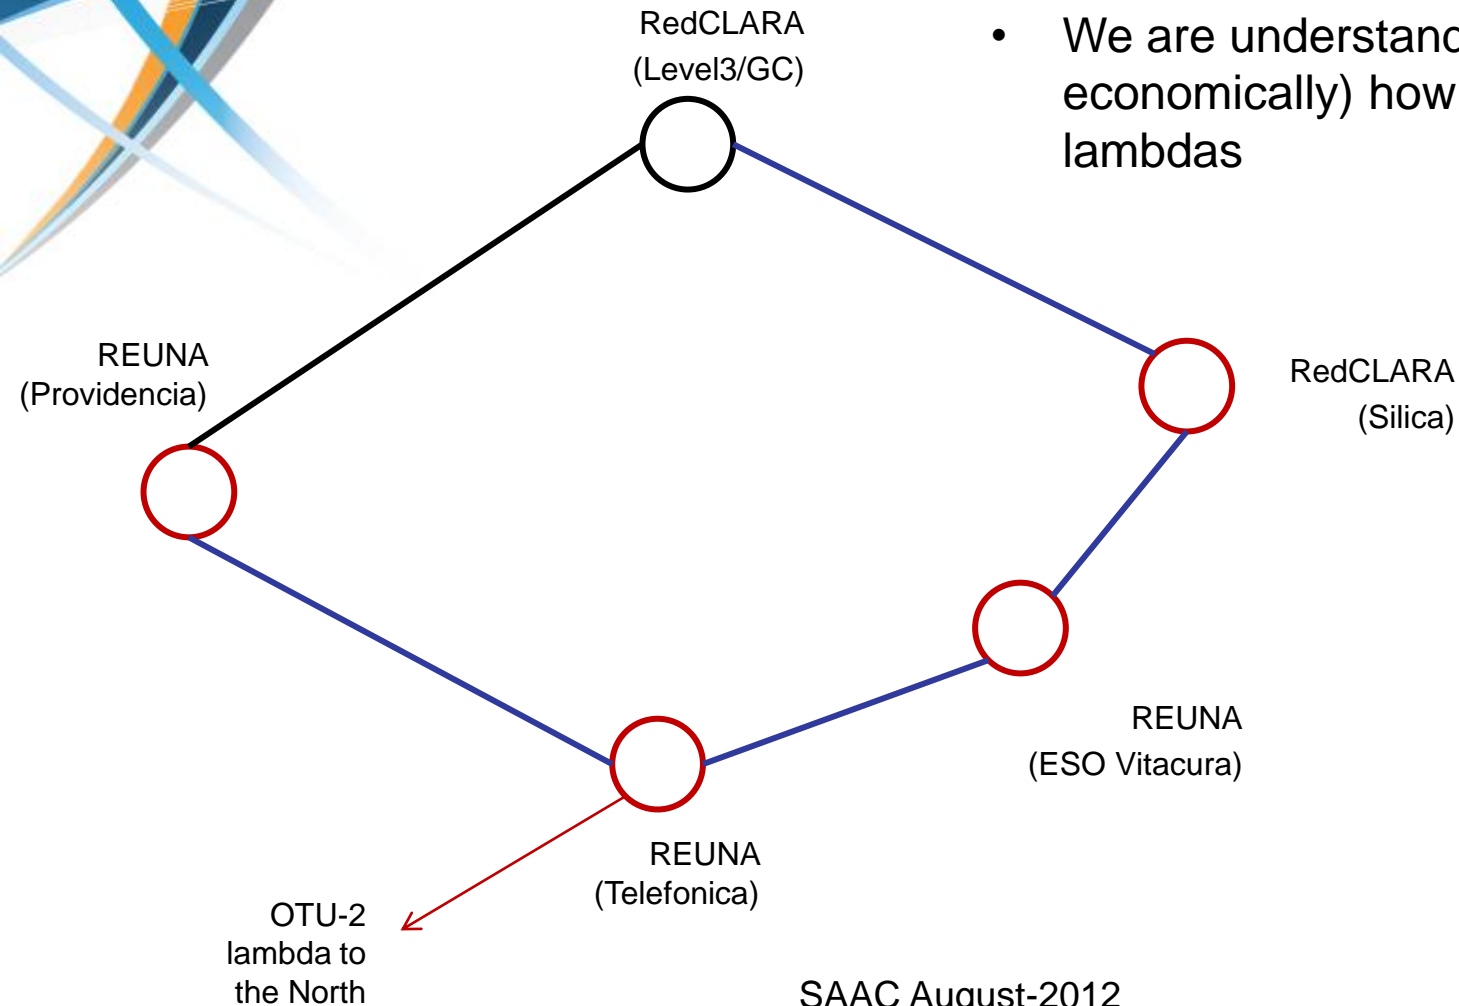 RedCLARA
(Level3/GC)
• We are understand
economically) how
lambdas
REUNA
(Providencia)
RedCLARA
(Silica)
REUNA
(ESO Vitacura)
REUNA
(Telefonica)
OTU-2
lambda to
the North
SAAC August-2012